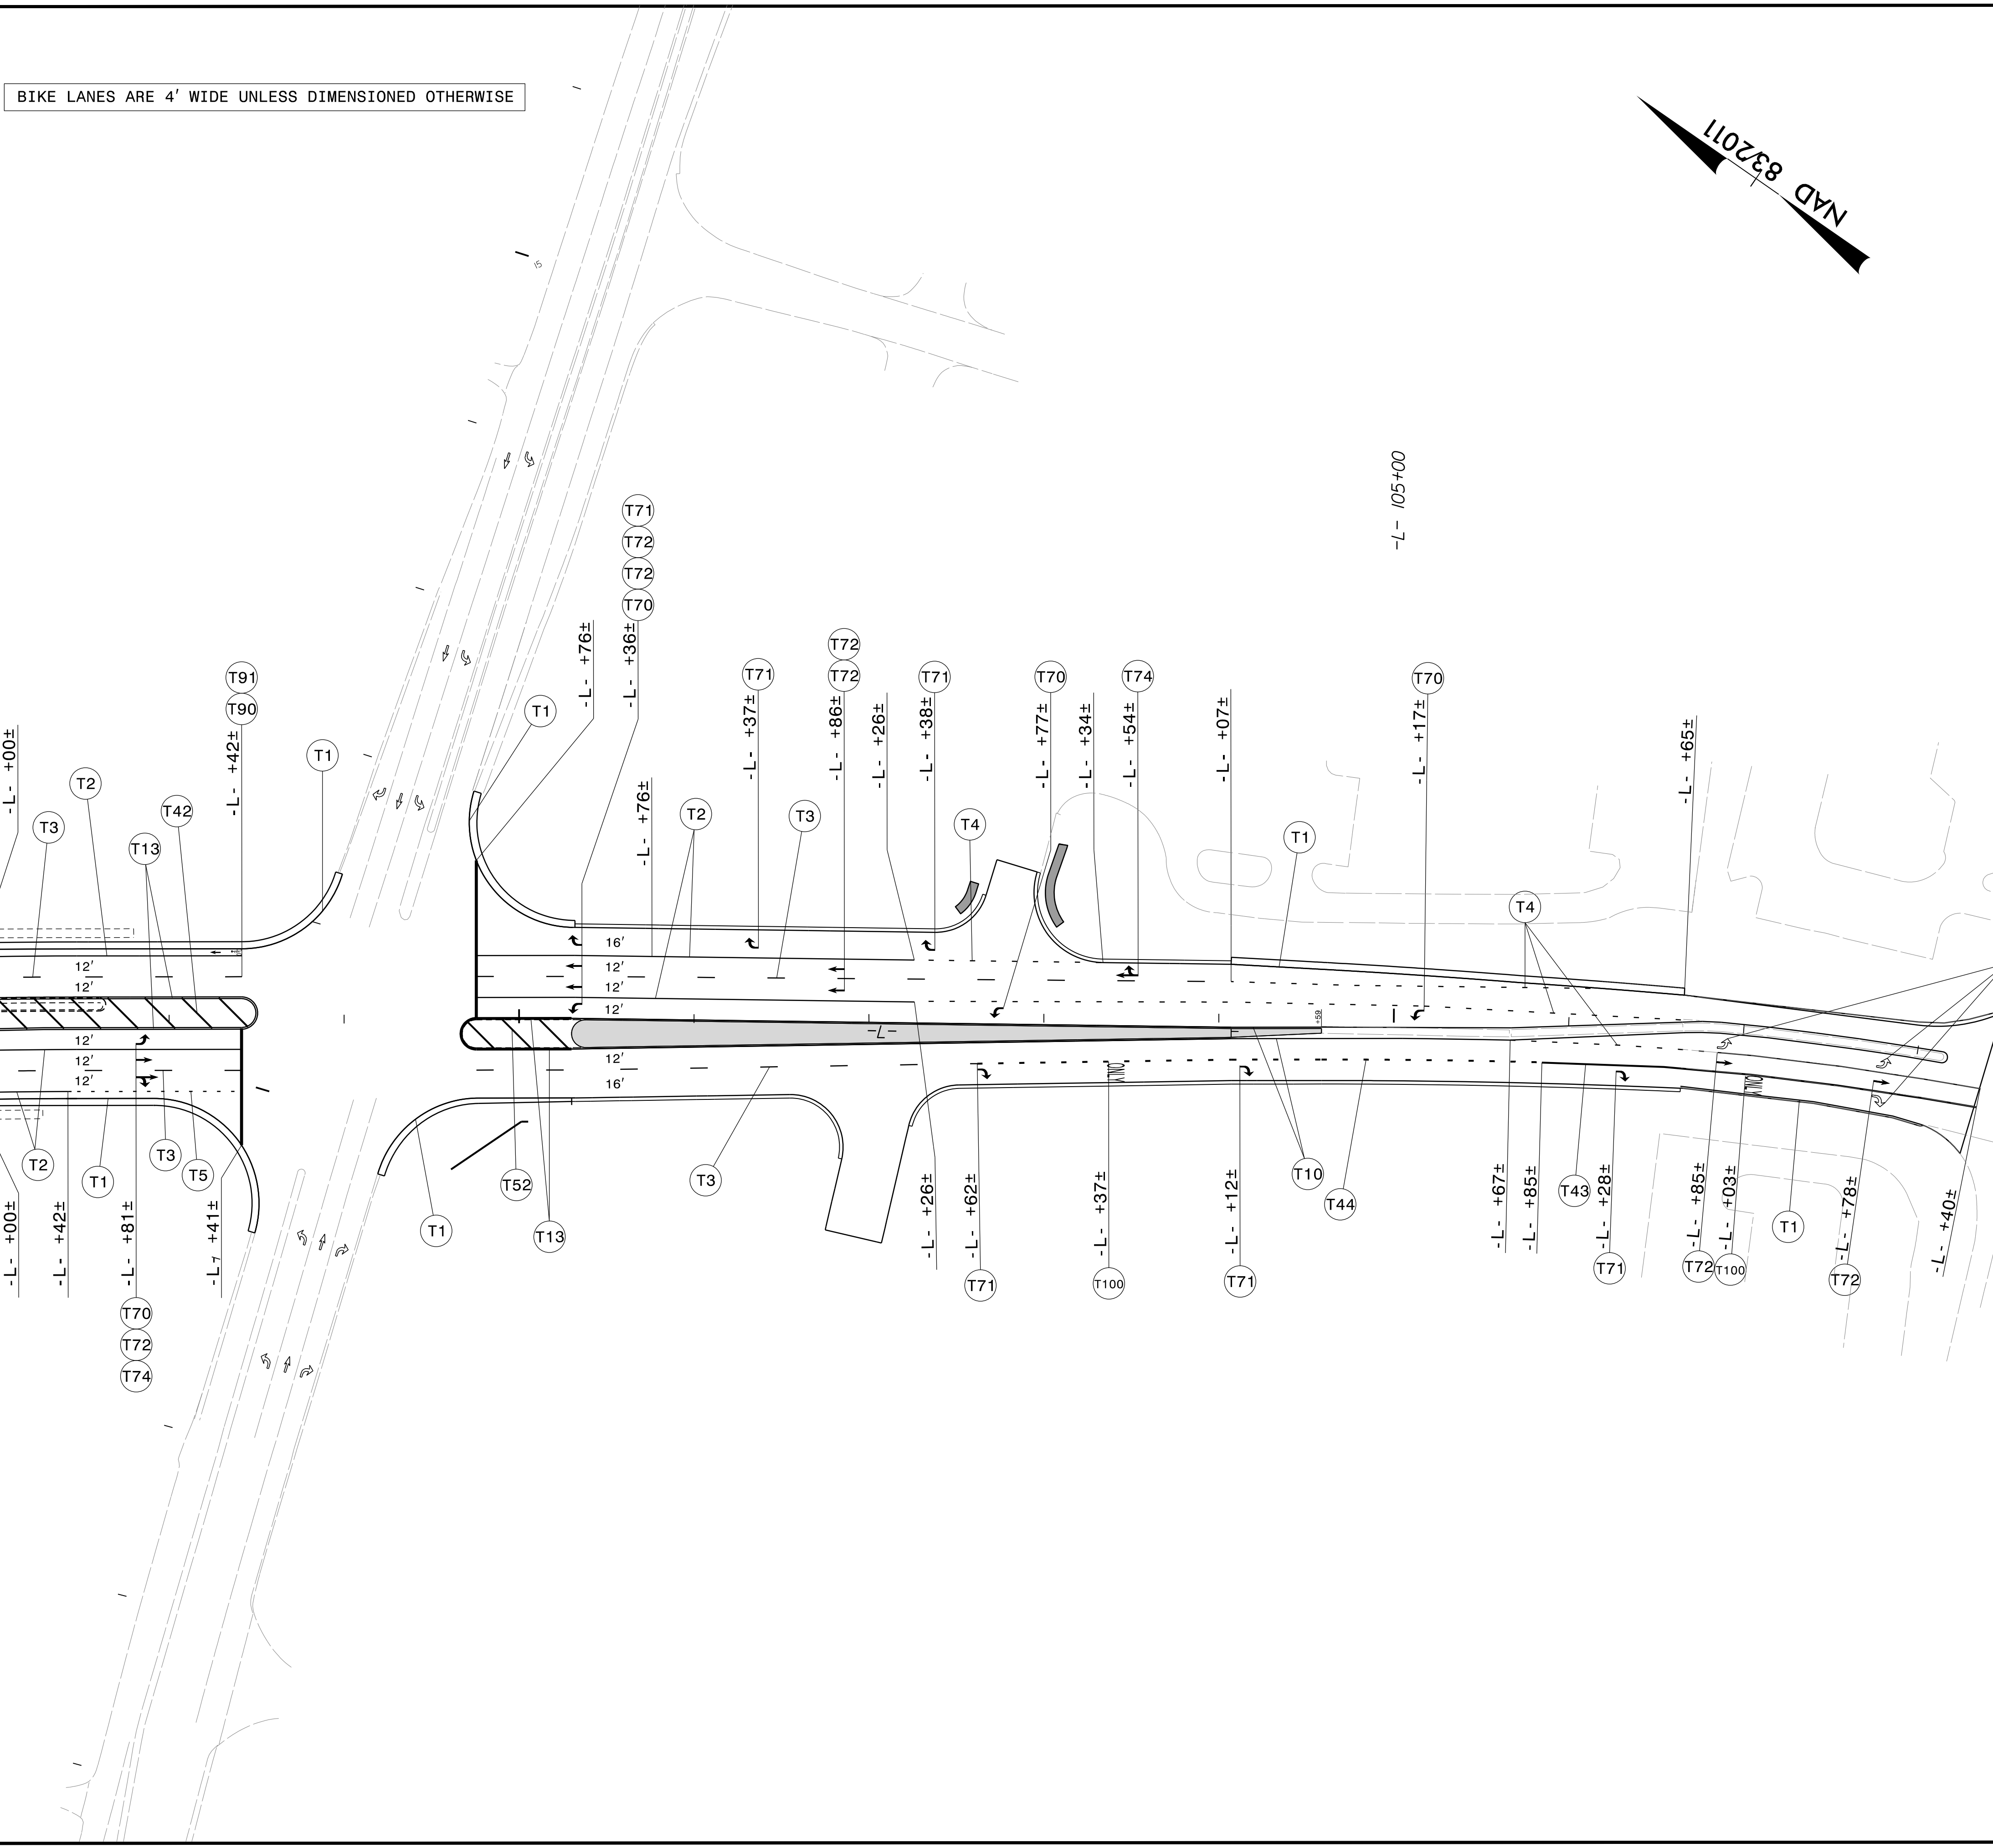 BIKE LANES ARE 4' WIDE UNLESS DIMENSIONED OTHERWISE
NAD 83/2011
15
-L- 105+00
T71
T72
T72
T70
-L- +76±
-L- +36±
T1
T71
-L- +37±
T72
T72
-L- +86±
-L- +26±
T71
-L- +38±
T70
-L- +77±
-L- +34±
T74
-L- +54±
-L- +07±
T70
-L- +17±
-L- +65±
T91
T90
-L- +42±
T1
-L- +00±
T2
T3
T42
T13
-L- +76±
T2
T3
T4
T1
T4
12'
12'
12'
12'
12'
16'
12'
12'
12'
12'
16'
-L-
+59
ONLY
ONLY
T2
T1
T3
T5
-L- +00±
-L- +42±
-L- +81±
-L- +41±
T70
T72
T74
T1
T52
T13
T3
-L- +26±
-L- +62±
T71
-L- +37±
T100
-L- +12±
T71
T10
T44
-L- +67±
-L- +85±
T43
-L- +28±
T71
-L- +85±
T72
-L- +03±
T100
T1
-L- +78±
T72
-L- +40±